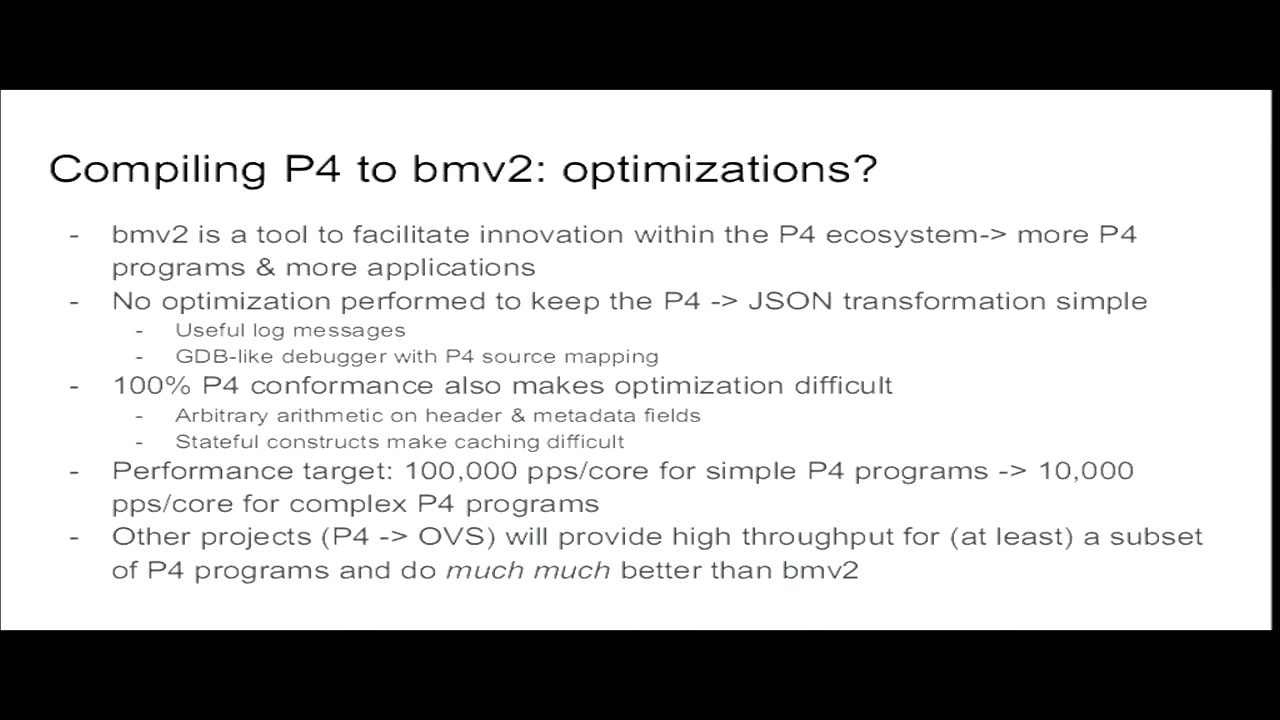 Compiling P4 to bmv2: optimizations?
- bmv2 is a tool to facilitate innovation within the P4 ecosystem-> more P4
programs & more applications
- No optimization performed to keep the P4 -> JSON transformation simple
- Useful log messages
- GDB-like debugger with P4 source mapping
- 100% P4 conformance also makes optimization difficult
- Arbitrary arithmetic on header & metadata fields
- Stateful constructs make caching difficult
- Performance target: 100,000 pps/core for simple P4 programs -> 10,000
pps/core for complex P4 programs
- Other projects (P4 -> OVS) will provide high throughput for (at least) a subset
of P4 programs and do much much better than bmv2